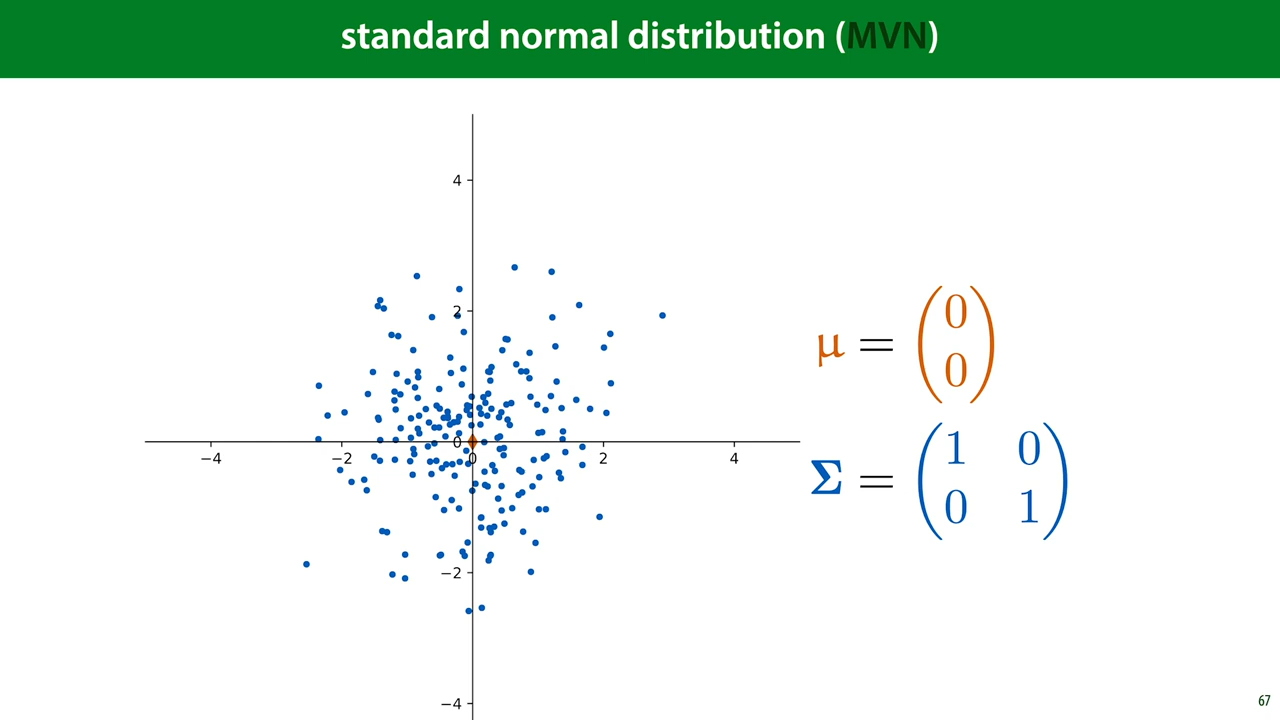 standard normal distribution (MVN)
4
2
0
−4 −2 0 2 4
−2
−4
μ = (0
0)
Σ = (1 0
0 1)
67